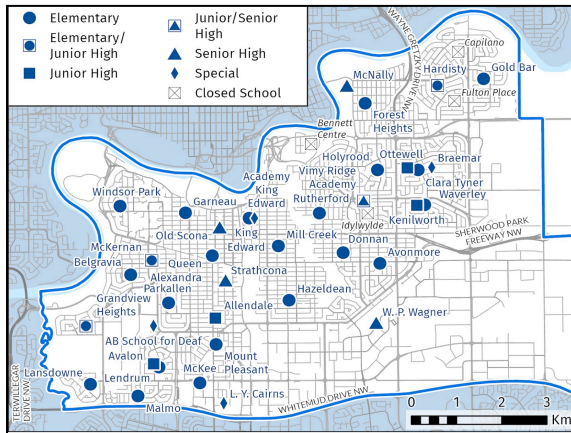 Elementary
Elementary/
Junior High
Junior High
Junior/Senior
High
Senior High
Special
Closed School
WAYNE GRETZKY DRIVE NW
Capilano
McNally
Hardisty
Gold Bar
Fulton Place
Forest
Heights
Bennett
Centre
Holyrood
Ottewell
Braemar
Vimy Ridge
Academy
Clara Tyner
Academy
King
Edward
Rutherford
Waverley
Windsor Park
Garneau
Kenilworth
Idylwylde
Old Scona
King
Edward
Mill Creek
Donnan
SHERWOOD PARK
FREEWAY NW
McKernan
Belgravia
Queen
Alexandra
Strathcona
Avonmore
Parkallen
Grandview
Heights
Hazeldean
Allendale
W. P. Wagner
AB School for Deaf
Avalon
Mount
Pleasant
Lansdowne
Lendrum
McKee
Malmo
L. Y. Cairns
TERWILLEGAR
DRIVE NW
WHITEMUD DRIVE NW
0 1 2 3
Km